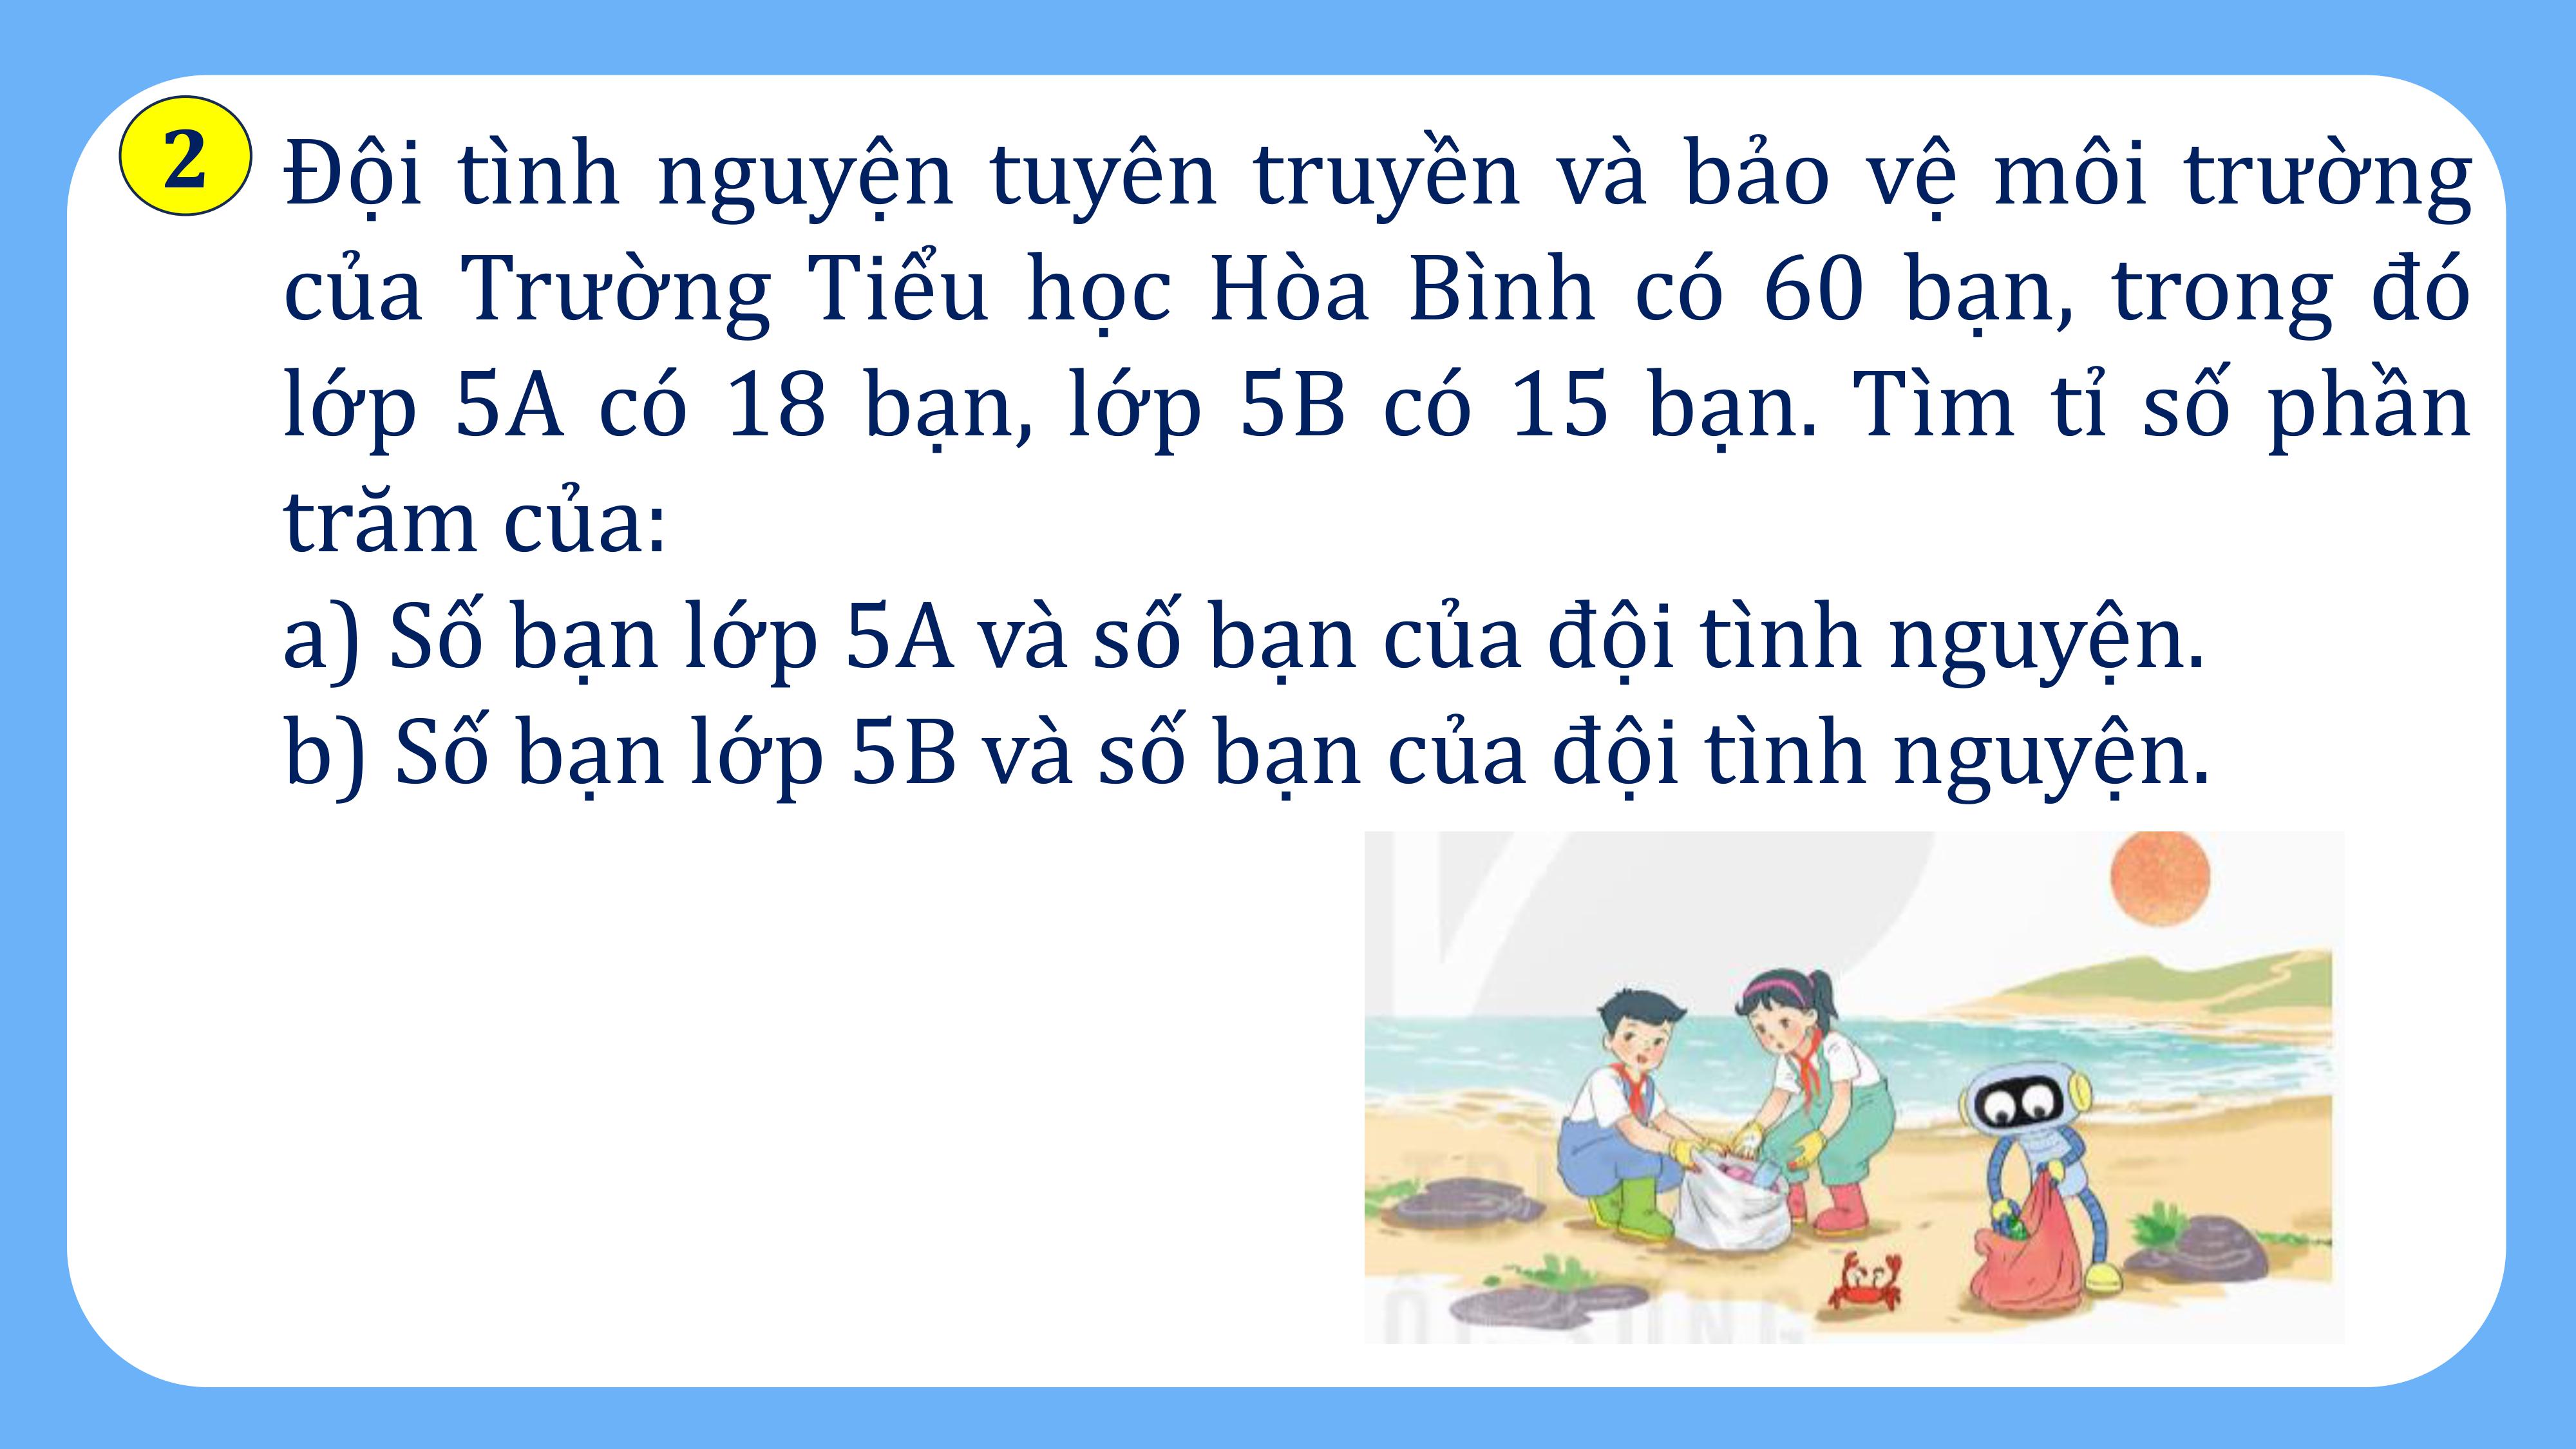 2
Đội tình nguyện tuyên truyền và bảo vệ môi trường
của Trường Tiểu học Hòa Bình có 60 bạn, trong đó
lớp 5A có 18 bạn, lớp 5B có 15 bạn. Tìm tỉ số phần
trăm của:
a) Số bạn lớp 5A và số bạn của đội tình nguyện.
b) Số bạn lớp 5B và số bạn của đội tình nguyện.